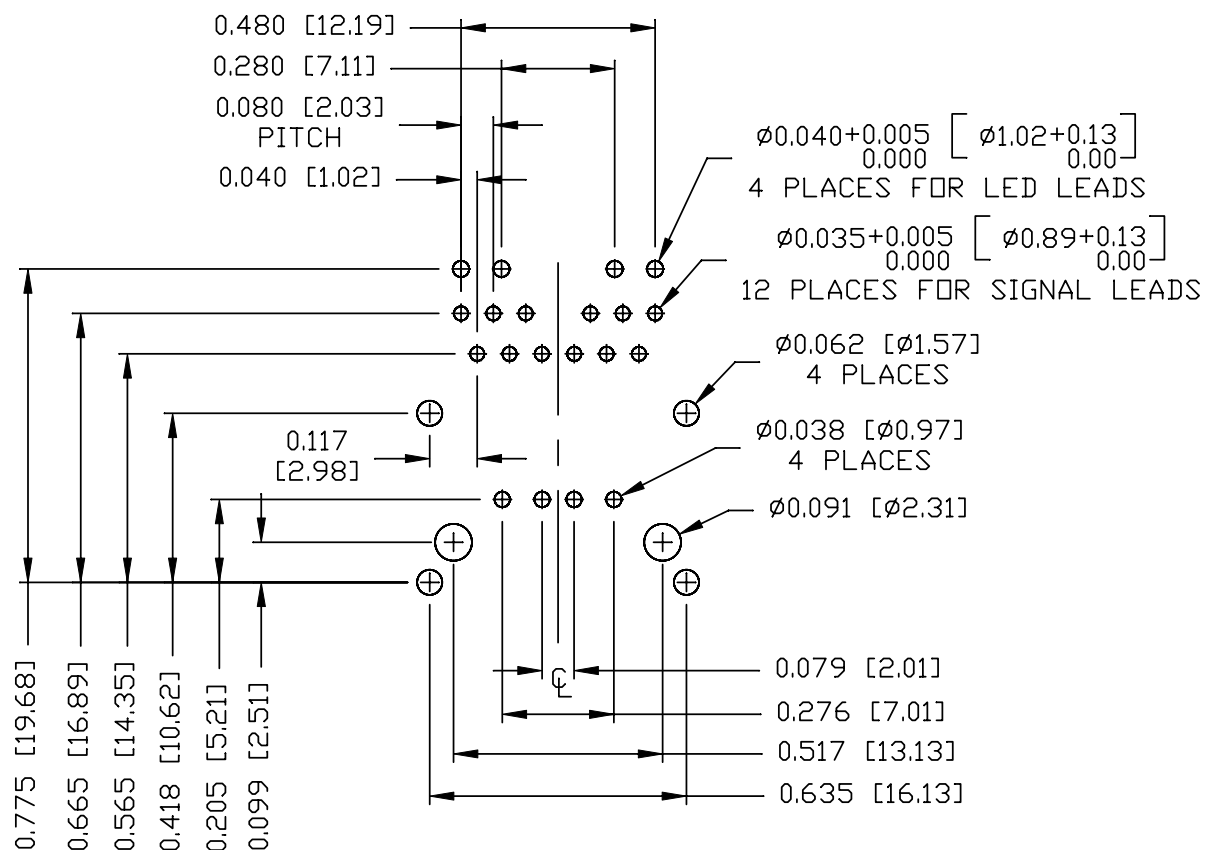 0.480 [12.19]
0.280 [7.11]
0.080 [2.03]
PITCH
0.040 [1.02]
ø0.040+0.005 [ø1.02+0.13]
0.000 0.00
4 PLACES FOR LED LEADS
ø0.035+0.005 [ø0.89+0.13]
0.000 0.00
12 PLACES FOR SIGNAL LEADS
ø0.062 [ø1.57]
4 PLACES
0.117
[2.98]
ø0.038 [ø0.97]
4 PLACES
ø0.091 [ø2.31]
0.775 [19.68]
0.665 [16.89]
0.565 [14.35]
0.418 [10.62]
0.205 [5.21]
0.099 [2.51]
℄
0.079 [2.01]
0.276 [7.01]
0.517 [13.13]
0.635 [16.13]